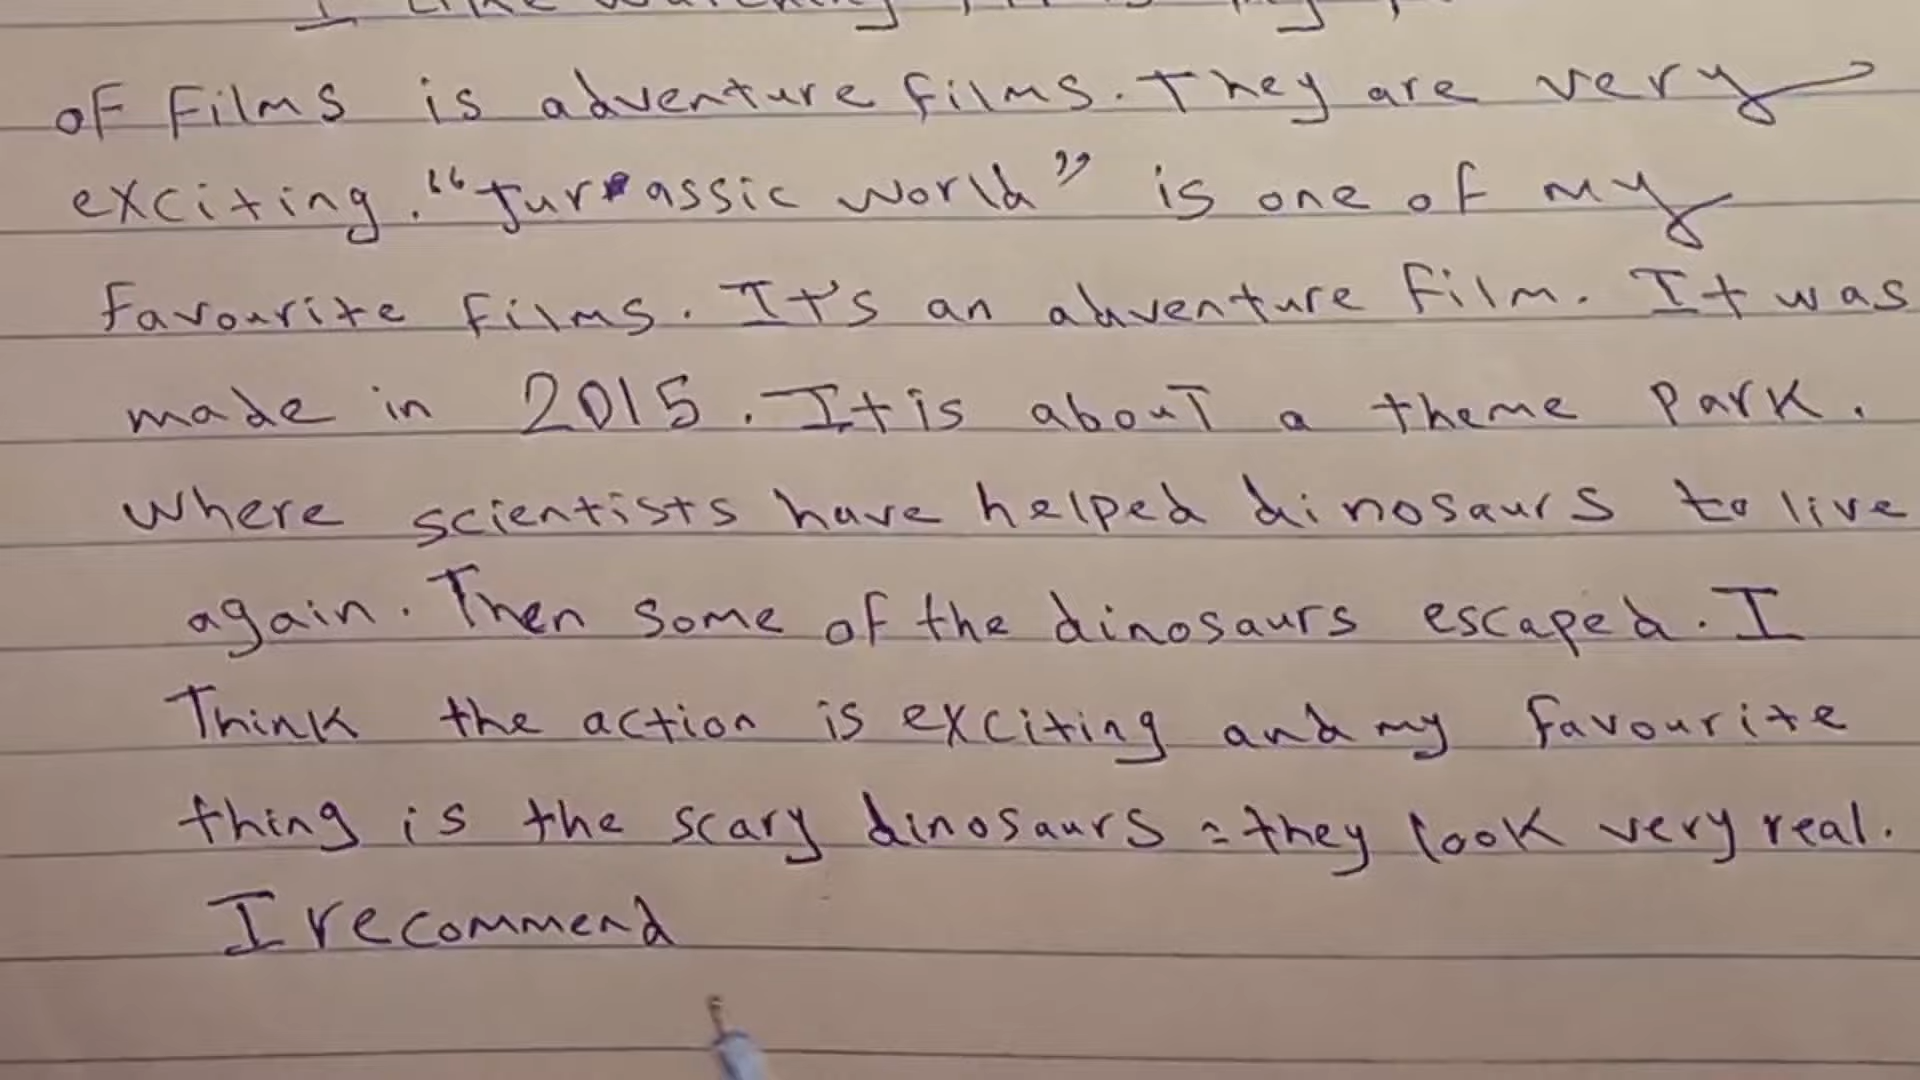 I like watching
of films is adventure films. They are very
exciting. "Jurassic world" is one of my
favourite films. It's an adventure film. It was
made in 2015. It is about a theme park.
where scientists have helped dinosaurs to live
again. Then some of the dinosaurs escaped. I
Think the action is exciting and my favourite
thing is the scary dinosaurs = they look very real.
I recommend